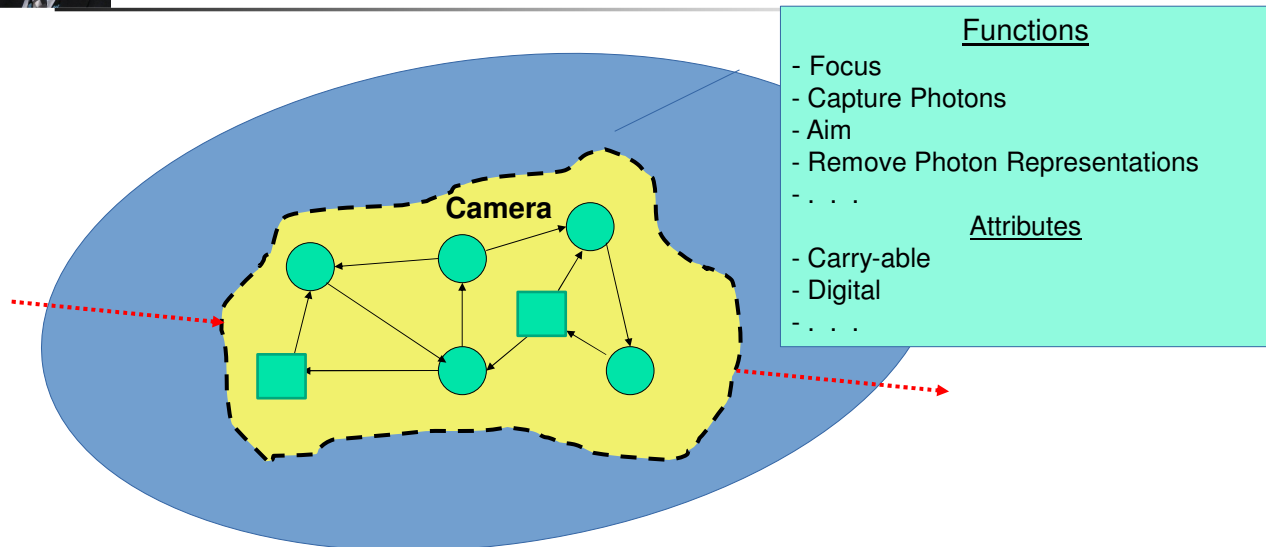 Functions
- Focus
- Capture Photons
- Aim
- Remove Photon Representations
- . . .
Attributes
- Carry-able
- Digital
- . . .
Camera